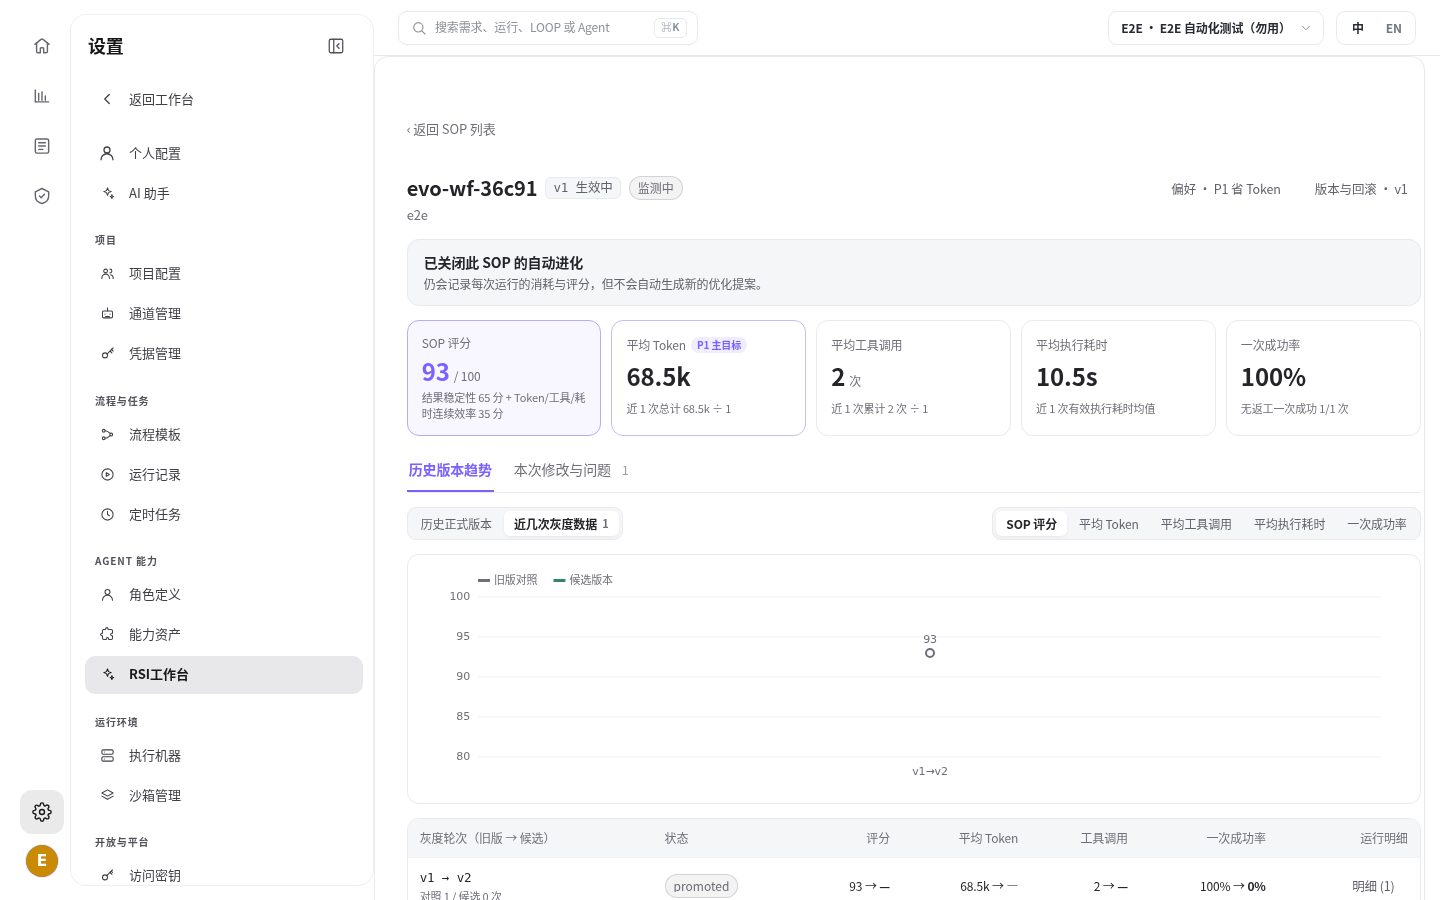 设置
返回工作台
个人配置
AI 助手
项目
项目配置
通道管理
凭据管理
流程与任务
流程模板
运行记录
定时任务
AGENT 能力
角色定义
能力资产
RSI工作台
运行环境
执行机器
沙箱管理
开放与平台
访问密钥
E
搜索需求、运行、LOOP 或 Agent ⌘K
E2E · E2E 自动化测试（勿用）
中 EN
‹ 返回 SOP 列表
evo-wf-36c91 v1 生效中 监测中
偏好 · P1 省 Token 版本与回滚 · v1
e2e
已关闭此 SOP 的自动进化
仍会记录每次运行的消耗与评分，但不会自动生成新的优化提案。
SOP 评分
93 / 100
结果稳定性 65 分 + Token/工具/耗
时连续效率 35 分
平均 Token P1 主目标
68.5k
近 1 次总计 68.5k ÷ 1
平均工具调用
2 次
近 1 次累计 2 次 ÷ 1
平均执行耗时
10.5s
近 1 次有效执行耗时均值
一次成功率
100%
无返工一次成功 1/1 次
历史版本趋势 本次修改与问题 1
历史正式版本 近几次灰度数据 1
SOP 评分 平均 Token 平均工具调用 平均执行耗时 一次成功率
旧版对照 候选版本
100
95
90
85
80
93
v1→v2
灰度轮次（旧版 → 候选） 状态 评分 平均 Token 工具调用 一次成功率 运行明细
v1 → v2 promoted 93 → — 68.5k → — 2 → — 100% → 0% 明细 (1)
对照 1 / 候选 0 次